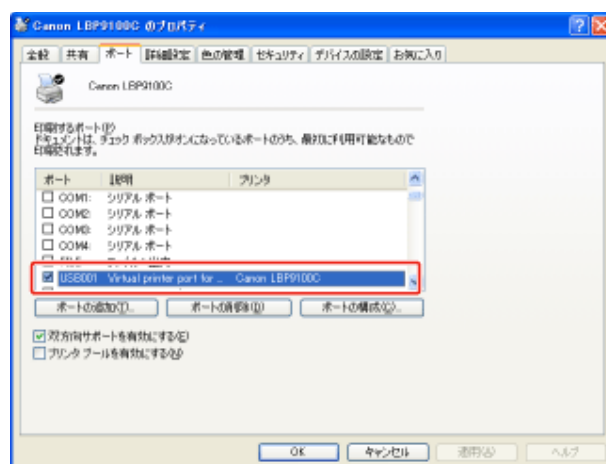 Canon LBP9100C のプロパティ
全般 共有 ポート 詳細設定 色の管理 セキュリティ デバイスの設定 お気に入り
Canon LBP9100C
印刷するポート(P)
ドキュメントは、チェック ボックスがオンになっているポートのうち、最初に利用可能なもので
印刷されます。
ポート 説明 プリンタ
COM1: シリアル ポート
COM2: シリアル ポート
COM3: シリアル ポート
COM4: シリアル ポート
USB001 Virtual printer port for ... Canon LBP9100C
ポートの追加(T)... ポートの削除(D) ポートの構成(C)...
双方向サポートを有効にする(E)
プリンタ プールを有効にする(N)
OK キャンセル 適用(A) ヘルプ